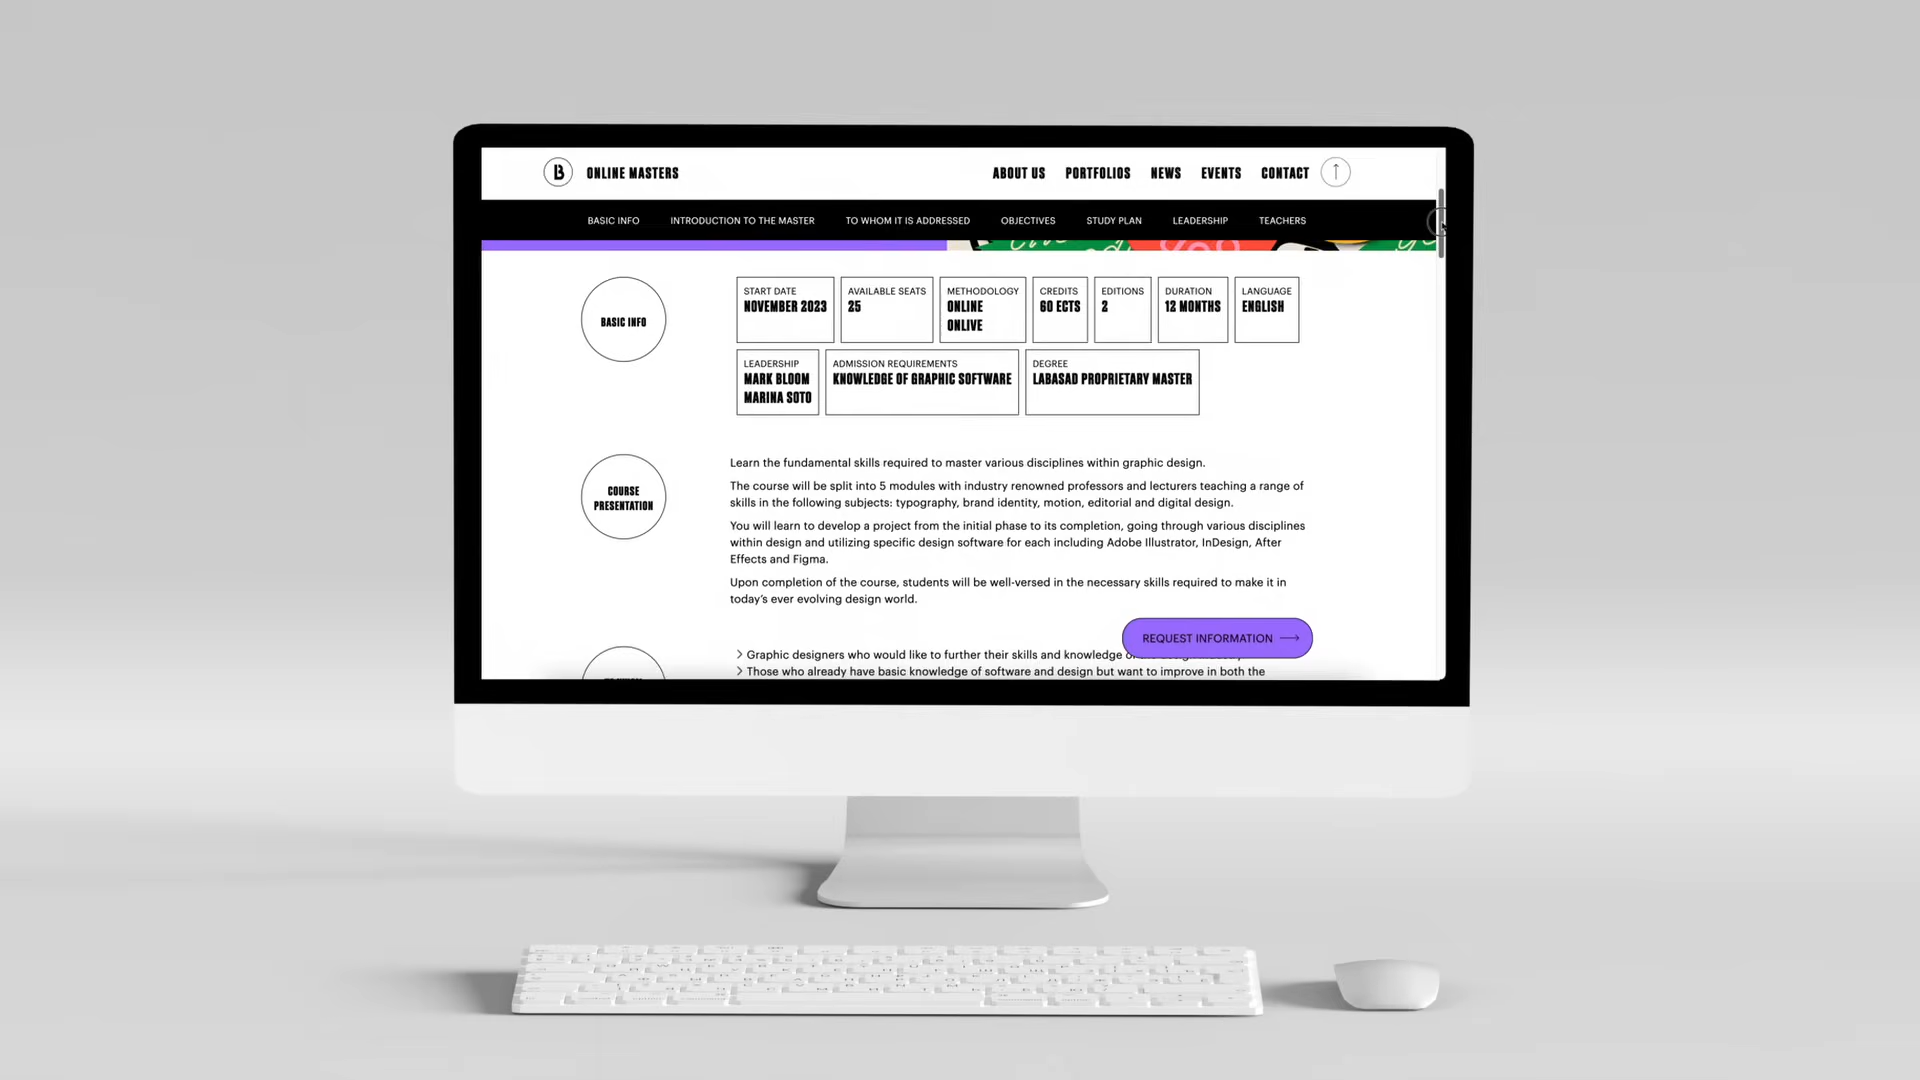 B ONLINE MASTERS ABOUT US PORTFOLIOS NEWS EVENTS CONTACT
BASIC INFO INTRODUCTION TO THE MASTER TO WHOM IT IS ADDRESSED OBJECTIVES STUDY PLAN LEADERSHIP TEACHERS
BASIC INFO
START DATE
NOVEMBER 2023
AVAILABLE SEATS
25
METHODOLOGY
ONLINE
ONLIVE
CREDITS
60 ECTS
EDITIONS
2
DURATION
12 MONTHS
LANGUAGE
ENGLISH
LEADERSHIP
MARK BLOOM
MARINA SOTO
ADMISSION REQUIREMENTS
KNOWLEDGE OF GRAPHIC SOFTWARE
DEGREE
LABASAD PROPRIETARY MASTER
COURSE
PRESENTATION
Learn the fundamental skills required to master various disciplines within graphic design.
The course will be split into 5 modules with industry renowned professors and lecturers teaching a range of
skills in the following subjects: typography, brand identity, motion, editorial and digital design.
You will learn to develop a project from the initial phase to its completion, going through various disciplines
within design and utilizing specific design software for each including Adobe Illustrator, InDesign, After
Effects and Figma.
Upon completion of the course, students will be well-versed in the necessary skills required to make it in
today's ever evolving design world.
REQUEST INFORMATION
Graphic designers who would like to further their skills and knowledge
Those who already have basic knowledge of software and design but want to improve in both the